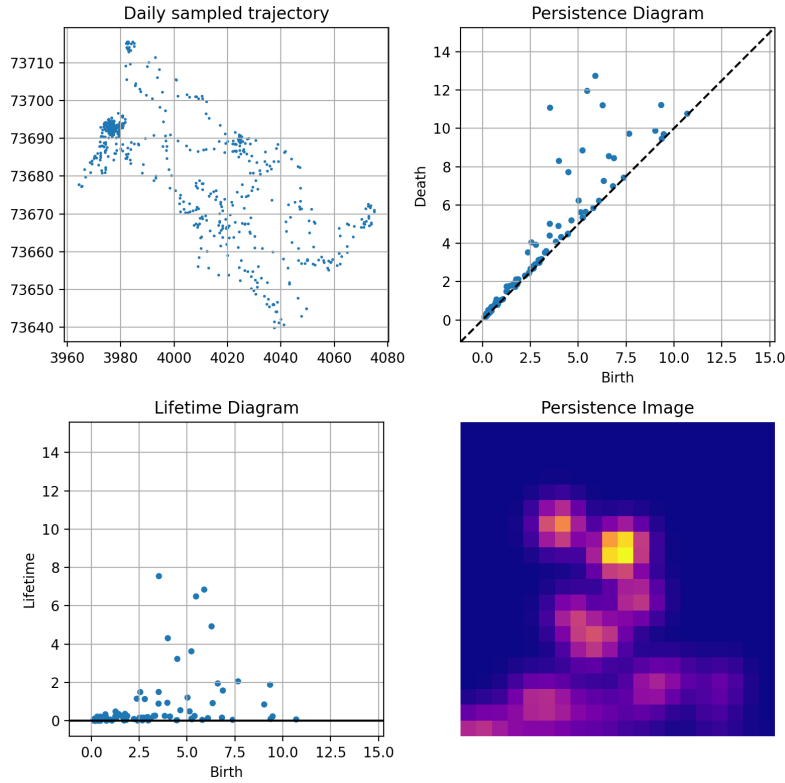 Daily sampled trajectory
73710
73700
73690
73680
73670
73660
73650
73640
3960 3980 4000 4020 4040 4060 4080
Persistence Diagram
Death
14
12
10
8
6
4
2
0
0.0 2.5 5.0 7.5 10.0 12.5 15.0
Birth
Lifetime Diagram
Lifetime
14
12
10
8
6
4
2
0
0.0 2.5 5.0 7.5 10.0 12.5 15.0
Birth
Persistence Image